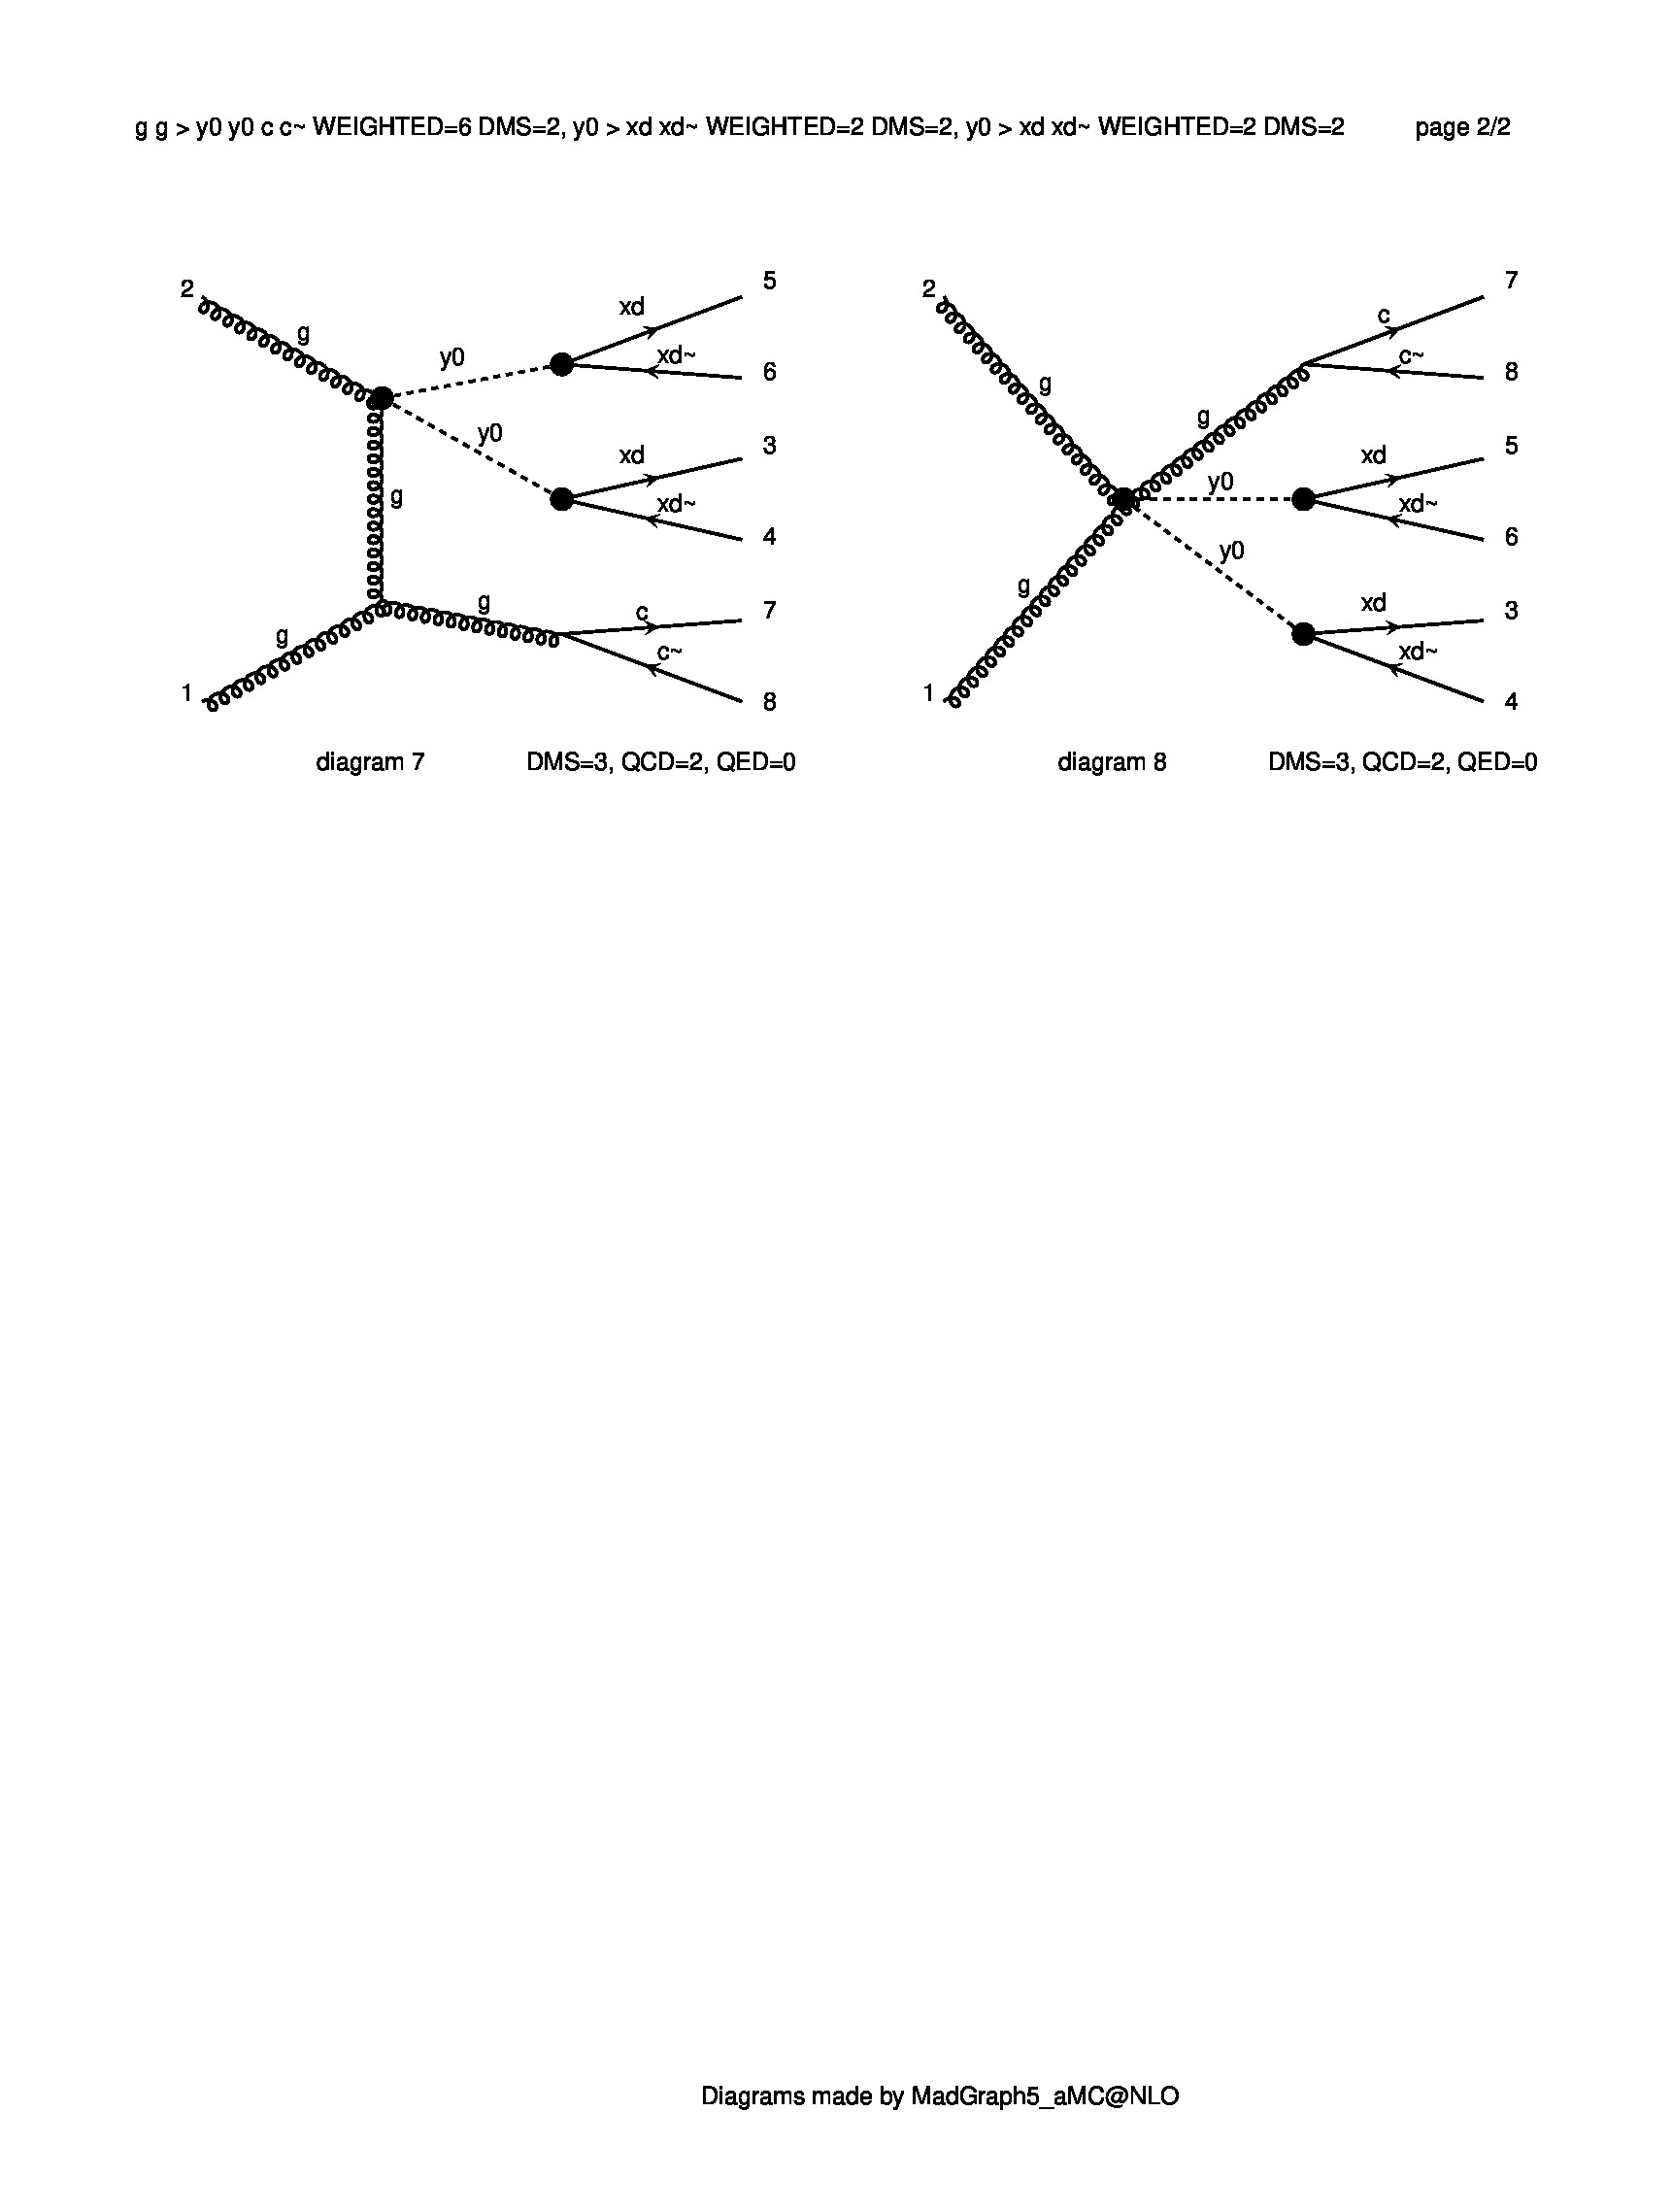 g g > y0 y0 c c~ WEIGHTED=6 DMS=2, y0 > xd xd~ WEIGHTED=2 DMS=2, y0 > xd xd~ WEIGHTED=2 DMS=2 page 2/2
2
g
y0
xd
5
xd~
6
y0
xd
3
xd~
4
g
g
g
c
7
c~
8
1
diagram 7 DMS=3, QCD=2, QED=0
2
g
g
c
7
c~
8
y0
xd
5
xd~
6
y0
g
xd
3
xd~
4
1
diagram 8 DMS=3, QCD=2, QED=0
Diagrams made by MadGraph5_aMC@NLO